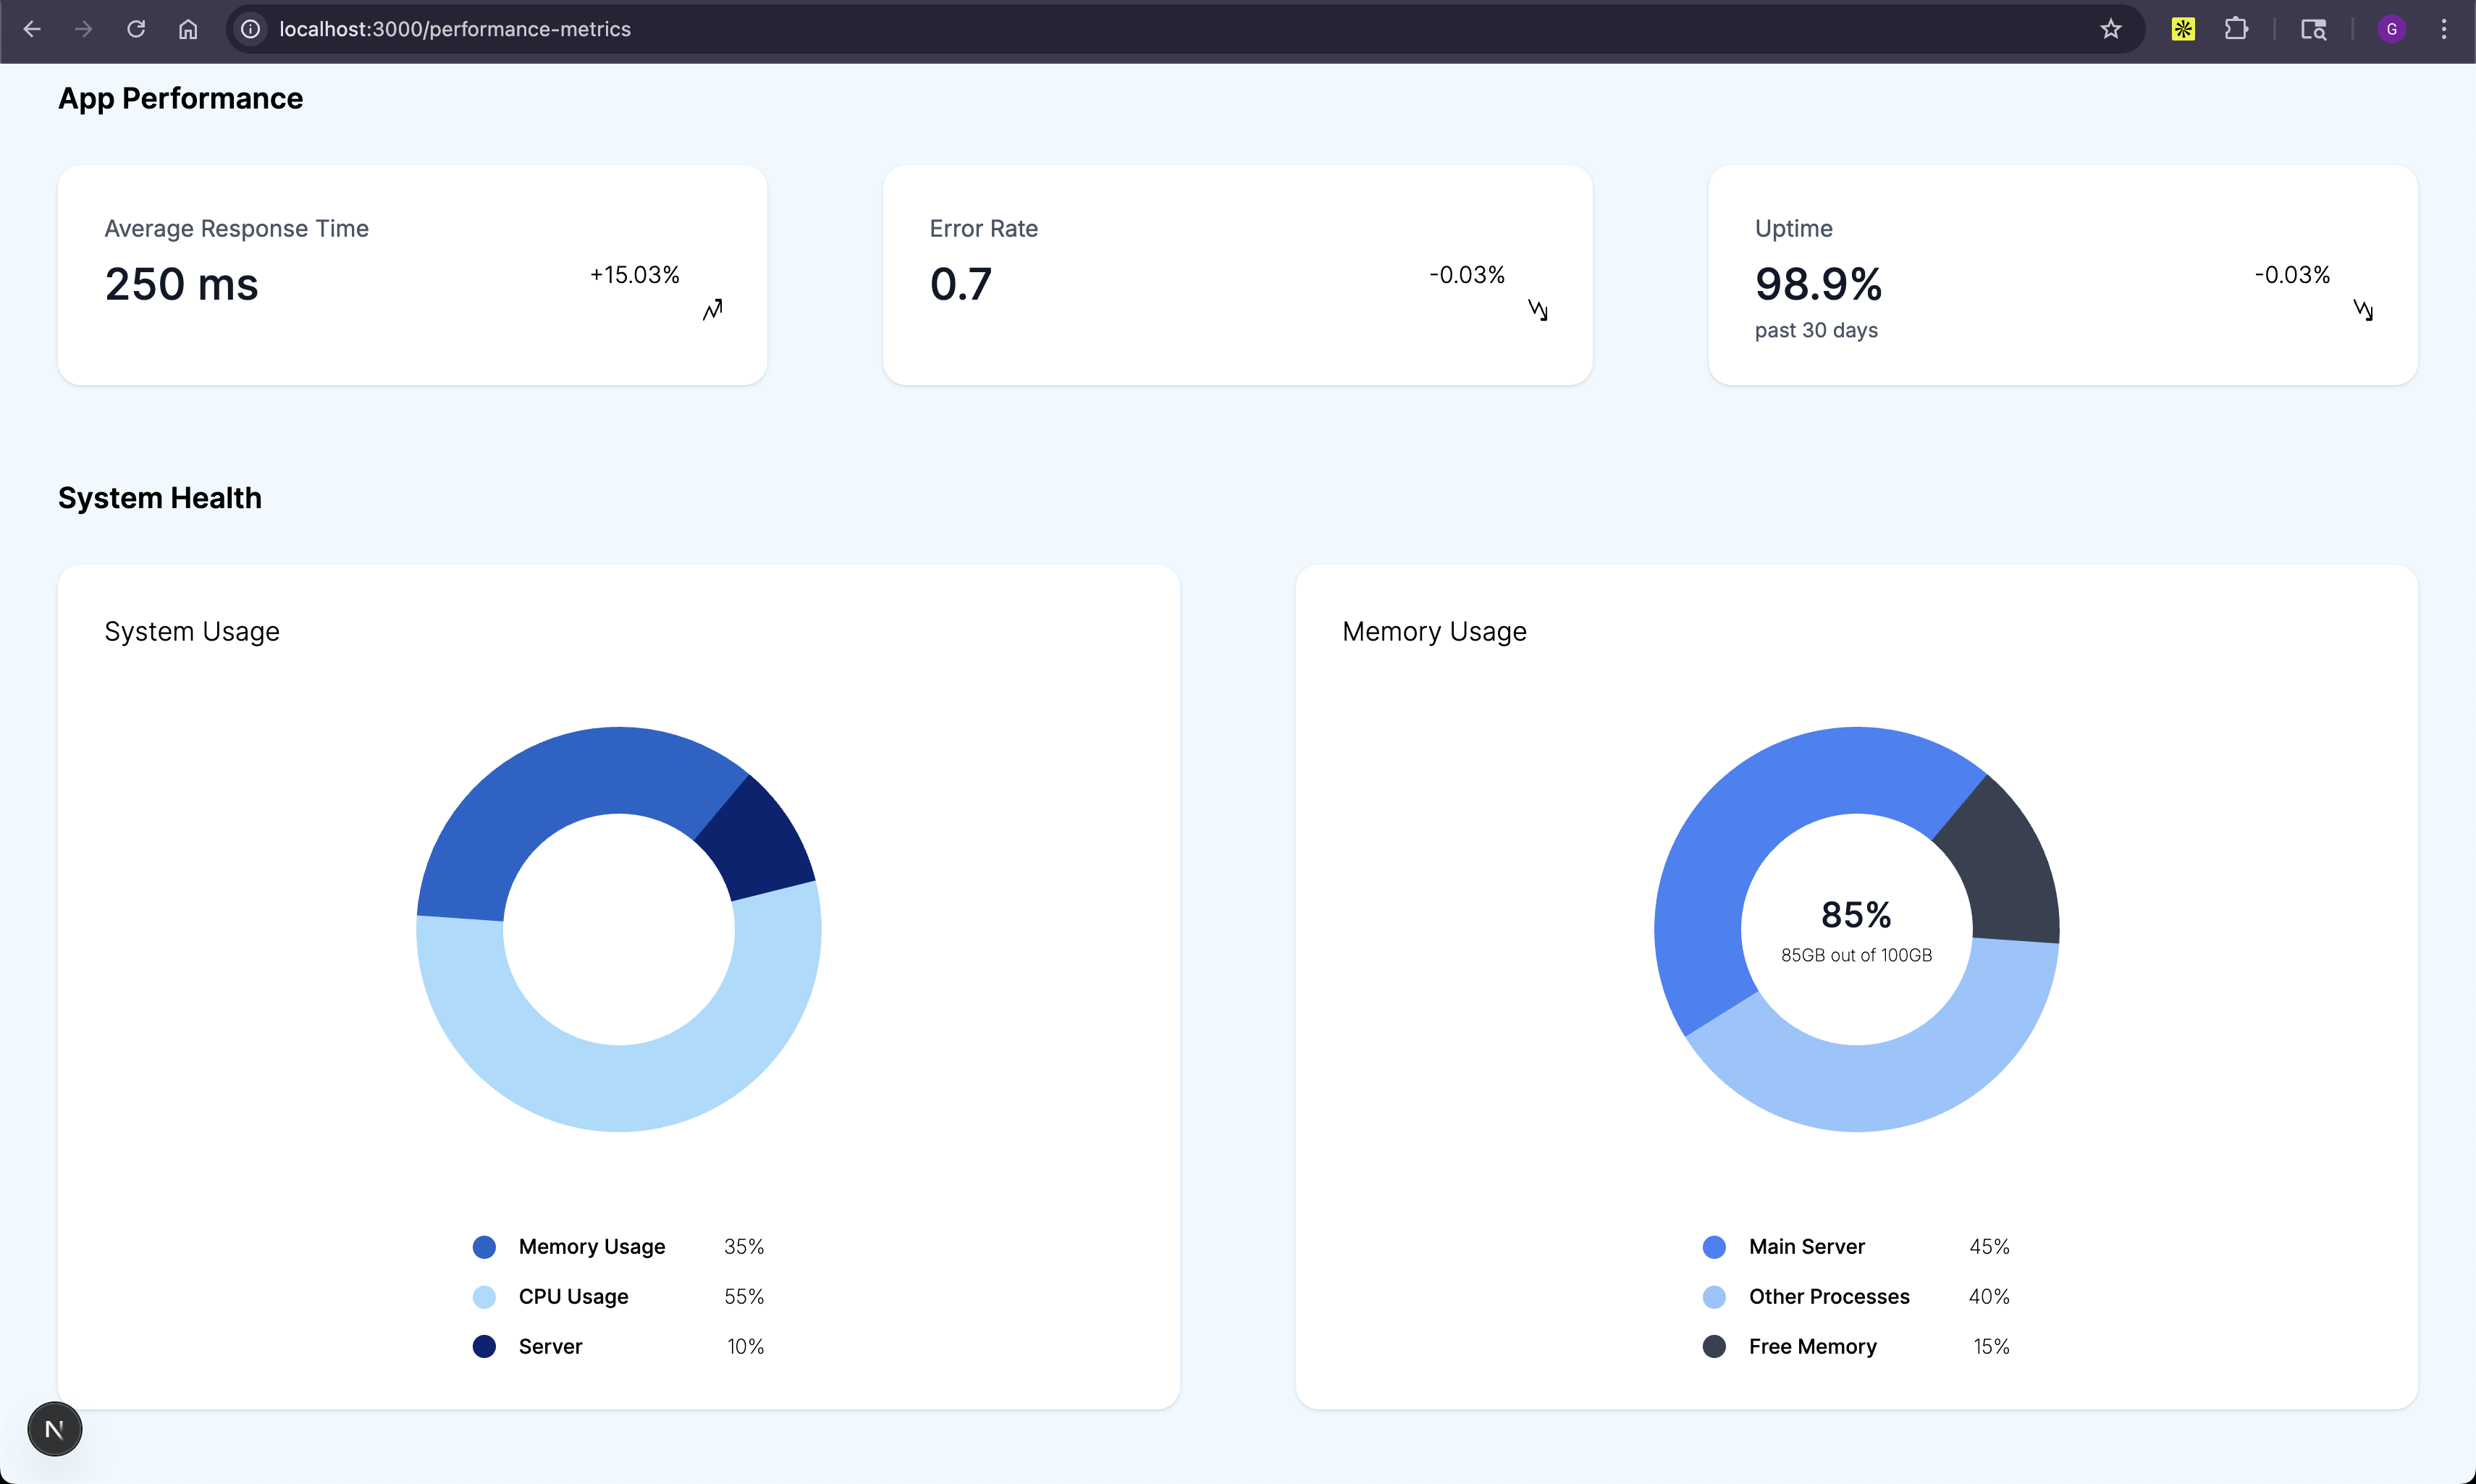 localhost:3000/performance-metrics
G
App Performance
Average Response Time
250 ms
+15.03%
Error Rate
0.7
-0.03%
Uptime
98.9%
-0.03%
past 30 days
System Health
System Usage
Memory Usage 35%
CPU Usage 55%
Server 10%
Memory Usage
85%
85GB out of 100GB
Main Server 45%
Other Processes 40%
Free Memory 15%
N